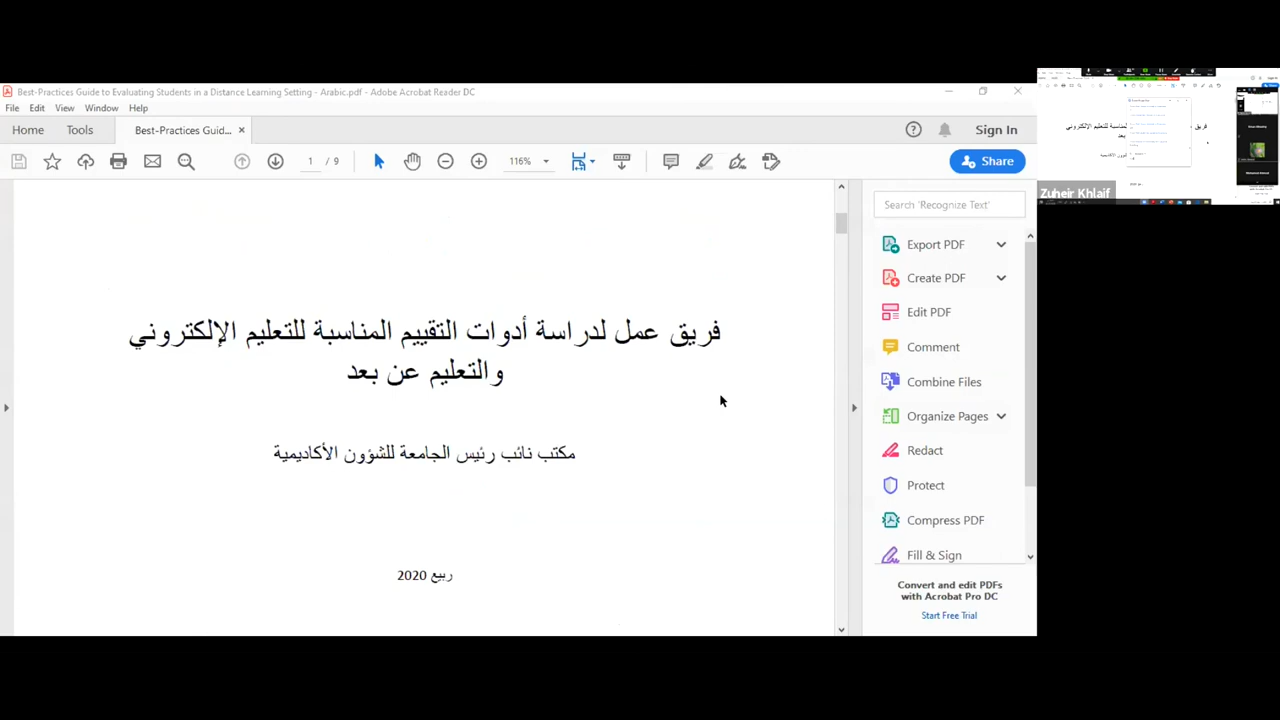 Best-Practices Guide to Evaluating Students in a Distance Learning Setting - Arabic.pdf - Adobe Acrobat Reader DC
File Edit View Window Help
Home Tools Best-Practices Guid... Sign In
1 / 9 116% Share
فريق عمل لدراسة أدوات التقييم المناسبة للتعليم الإلكتروني
والتعليم عن بعد
مكتب نائب رئيس الجامعة للشؤون الأكاديمية
ربيع 2020
Search 'Recognize Text'
Export PDF
Create PDF
Edit PDF
Comment
Combine Files
Organize Pages
Redact
Protect
Compress PDF
Fill & Sign
Convert and edit PDFs
with Acrobat Pro DC
Start Free Trial
فريق
المناسبة للتعليم الإلكتروني
Zuheir Khlaif